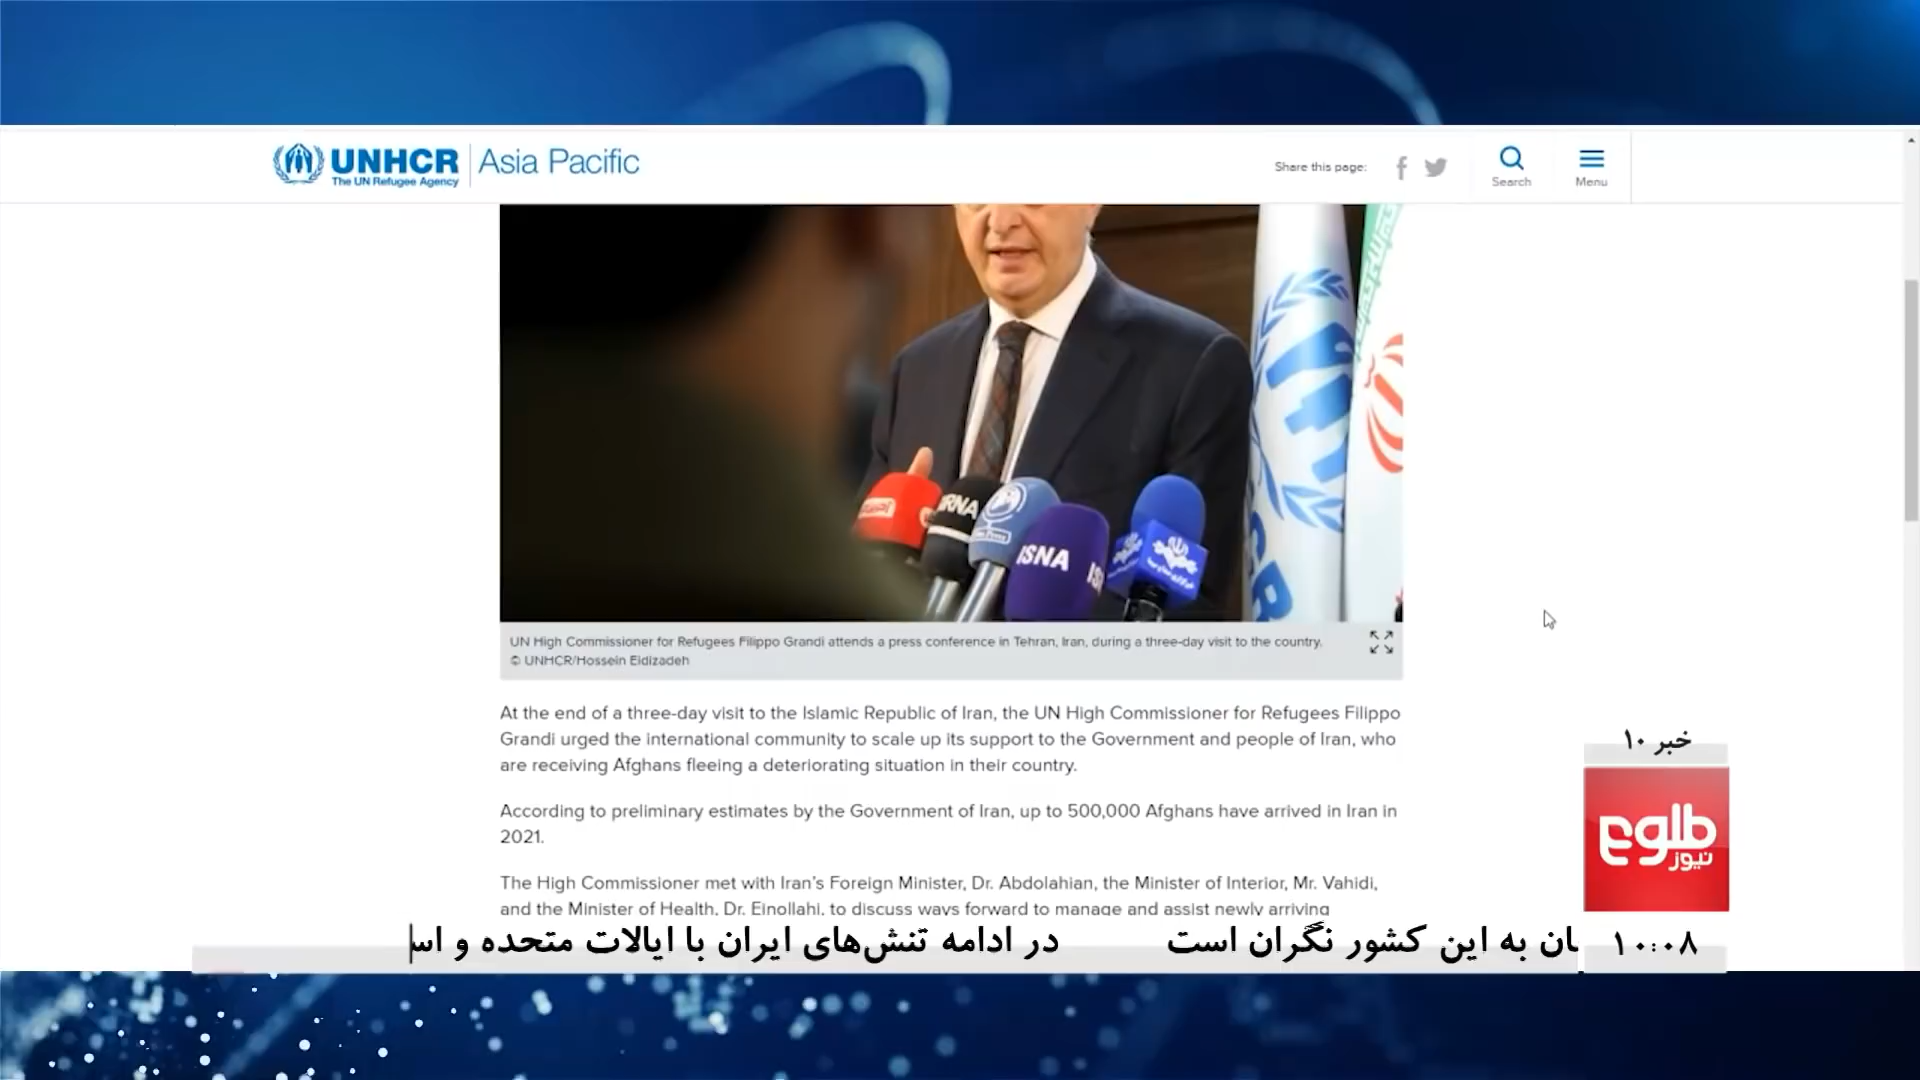 UNHCR
The UN Refugee Agency
Asia Pacific
Share this page:
Search
Menu
IRNA
ISNA
UN High Commissioner for Refugees Filippo Grandi attends a press conference in Tehran, Iran, during a three-day visit to the country.
© UNHCR/Hossein Eidizadeh
At the end of a three-day visit to the Islamic Republic of Iran, the UN High Commissioner for Refugees Filippo
Grandi urged the international community to scale up its support to the Government and people of Iran, who
are receiving Afghans fleeing a deteriorating situation in their country.
According to preliminary estimates by the Government of Iran, up to 500,000 Afghans have arrived in Iran in
2021.
The High Commissioner met with Iran's Foreign Minister, Dr. Abdolahian, the Minister of Interior, Mr. Vahidi,
and the Minister of Health, Dr. Einollahi, to discuss ways forward to manage and assist newly arriving
خبر ۱۰
طلوع
نیوز
ان به این کشور نگران است
در ادامه تنش‌های ایران با ایالات متحده و اس
۱۰:۰۸